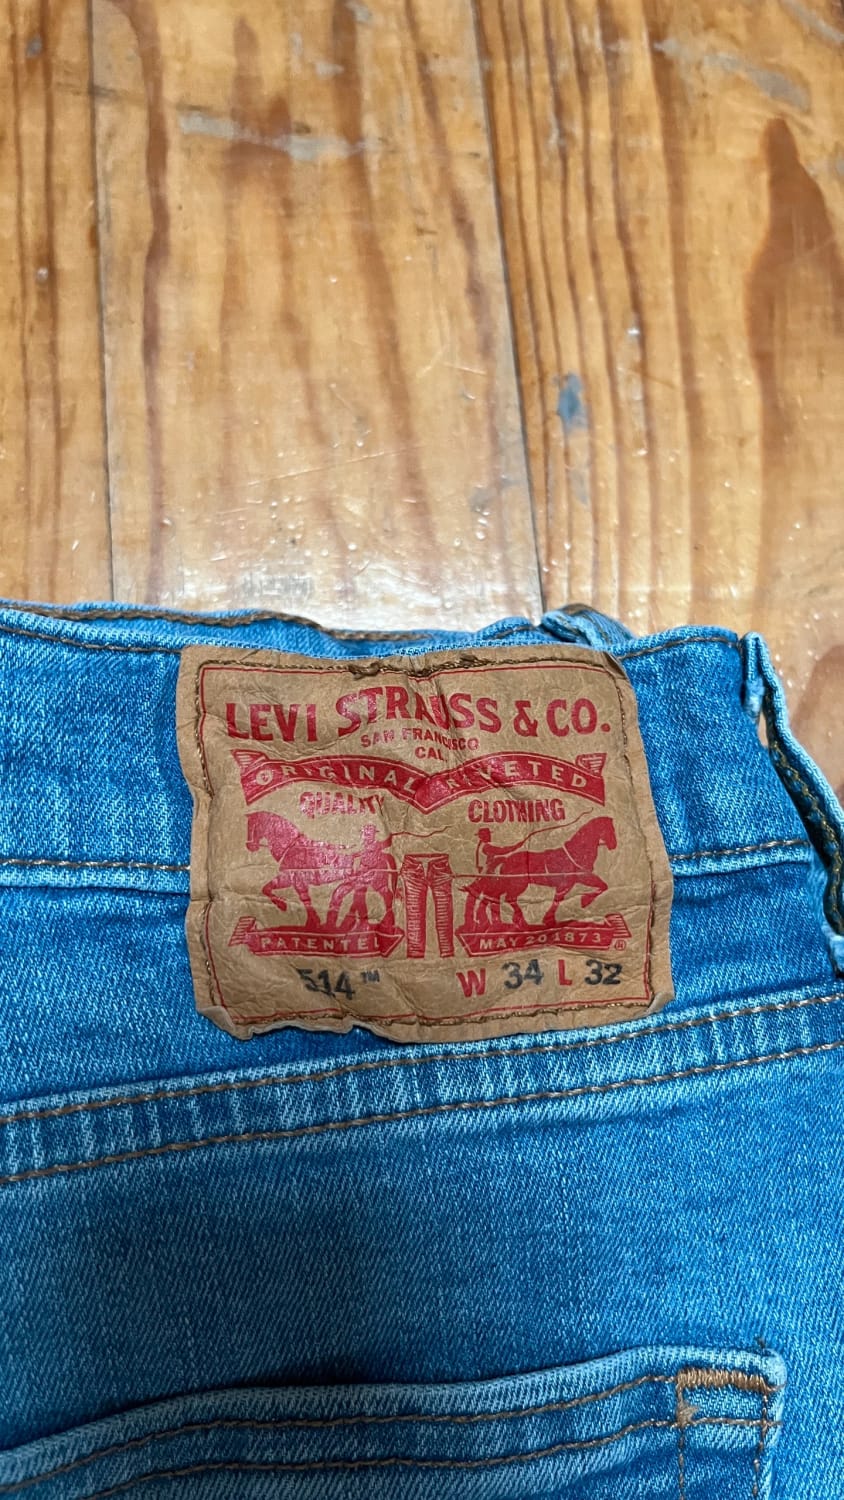 LEVI STRAUSS & CO.
SAN FRANCISCO
CAL.
ORIGINAL RIVETED
QUALITY CLOTHING
PATENTED MAY 20 1873 ®
514™ W 34 L 32